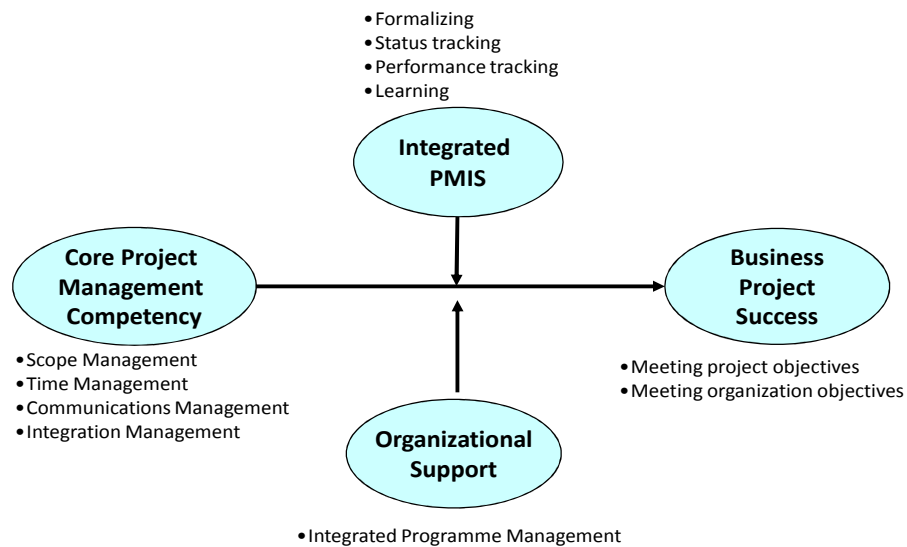 •Formalizing
•Status tracking
•Performance tracking
•Learning
Integrated
PMIS
Core Project
Management
Competency
Business
Project
Success
•Scope Management
•Time Management
•Communications Management
•Integration Management
•Meeting project objectives
•Meeting organization objectives
Organizational
Support
•Integrated Programme Management